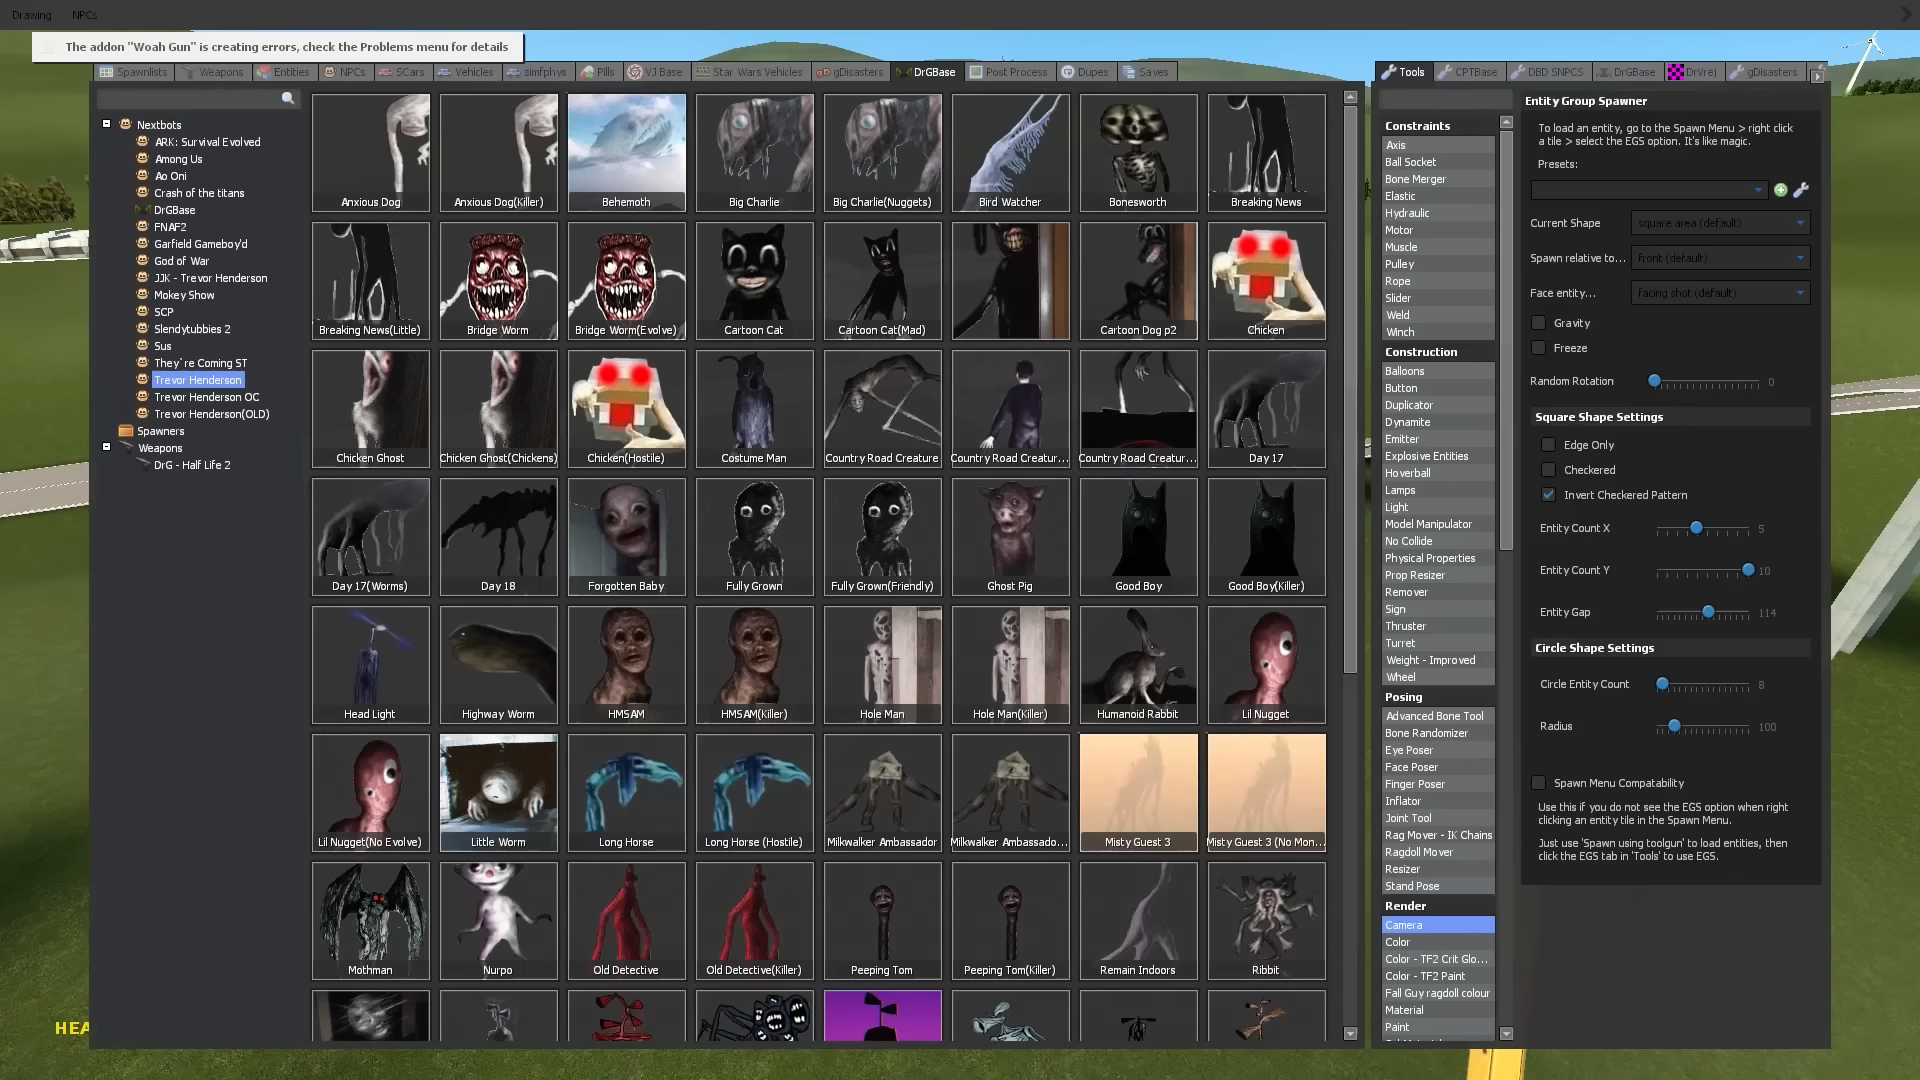 Drawing NPCs
The addon "Woah Gun" is creating errors, check the Problems menu for details
Spawnlists Weapons Entities NPCs SCars Vehicles simfphys Pills VJ Base Star Wars Vehicles gDisasters DrGBase Post Process Dupes Saves
Tools CPTBase DBD SNPCS DrGBase DrVrej gDisasters
Nextbots
ARK: Survival Evolved
Among Us
Ao Oni
Crash of the titans
DrGBase
FNAF2
Garfield Gameboy'd
God of War
JJK - Trevor Henderson
Mokey Show
SCP
Slendytubbies 2
Sus
They`re Coming ST
Trevor Henderson
Trevor Henderson OC
Trevor Henderson(OLD)
Spawners
Weapons
DrG - Half Life 2
Anxious Dog Anxious Dog(Killer) Behemoth Big Charlie Big Charlie(Nuggets) Bird Watcher Bonesworth Breaking News
Breaking News(Little) Bridge Worm Bridge Worm(Evolve) Cartoon Cat Cartoon Cat(Mad) Cartoon Dog p2 Chicken
Chicken Ghost Chicken Ghost(Chickens) Chicken(Hostile) Costume Man Country Road Creature Country Road Creatur... Country Road Creatur... Day 17
Day 17(Worms) Day 18 Forgotten Baby Fully Grown Fully Grown(Friendly) Ghost Pig Good Boy Good Boy(Killer)
Head Light Highway Worm HMSAM HMSAM(Killer) Hole Man Hole Man(Killer) Humanoid Rabbit Lil Nugget
Lil Nugget(No Evolve) Little Worm Long Horse Long Horse (Hostile) Milkwalker Ambassador Milkwalker Ambassado... Misty Guest 3 Misty Guest 3 (No Mon...
Mothman Nurpo Old Detective Old Detective(Killer) Peeping Tom Peeping Tom(Killer) Remain Indoors Ribbit
HEA
Constraints
Axis
Ball Socket
Bone Merger
Elastic
Hydraulic
Motor
Muscle
Pulley
Rope
Slider
Weld
Winch
Construction
Balloons
Button
Duplicator
Dynamite
Emitter
Explosive Entities
Hoverball
Lamps
Light
Model Manipulator
No Collide
Physical Properties
Prop Resizer
Remover
Sign
Thruster
Turret
Weight - Improved
Wheel
Posing
Advanced Bone Tool
Bone Randomizer
Eye Poser
Face Poser
Finger Poser
Inflator
Joint Tool
Rag Mover - IK Chains
Ragdoll Mover
Resizer
Stand Pose
Render
Camera
Color
Color - TF2 Crit Glo...
Color - TF2 Paint
Fall Guy ragdoll colour
Material
Paint
Entity Group Spawner
To load an entity, go to the Spawn Menu > right click
a tile > select the EGS option. It's like magic.
Presets:
Current Shape square area (default)
Spawn relative to... front (default)
Face entity... facing shot (default)
Gravity
Freeze
Random Rotation 0
Square Shape Settings
Edge Only
Checkered
Invert Checkered Pattern
Entity Count X 5
Entity Count Y 10
Entity Gap 114
Circle Shape Settings
Circle Entity Count 8
Radius 100
Spawn Menu Compatability
Use this if you do not see the EGS option when right
clicking an entity tile in the Spawn Menu.
Just use 'Spawn using toolgun' to load entities, then
click the EGS tab in 'Tools' to use EGS.